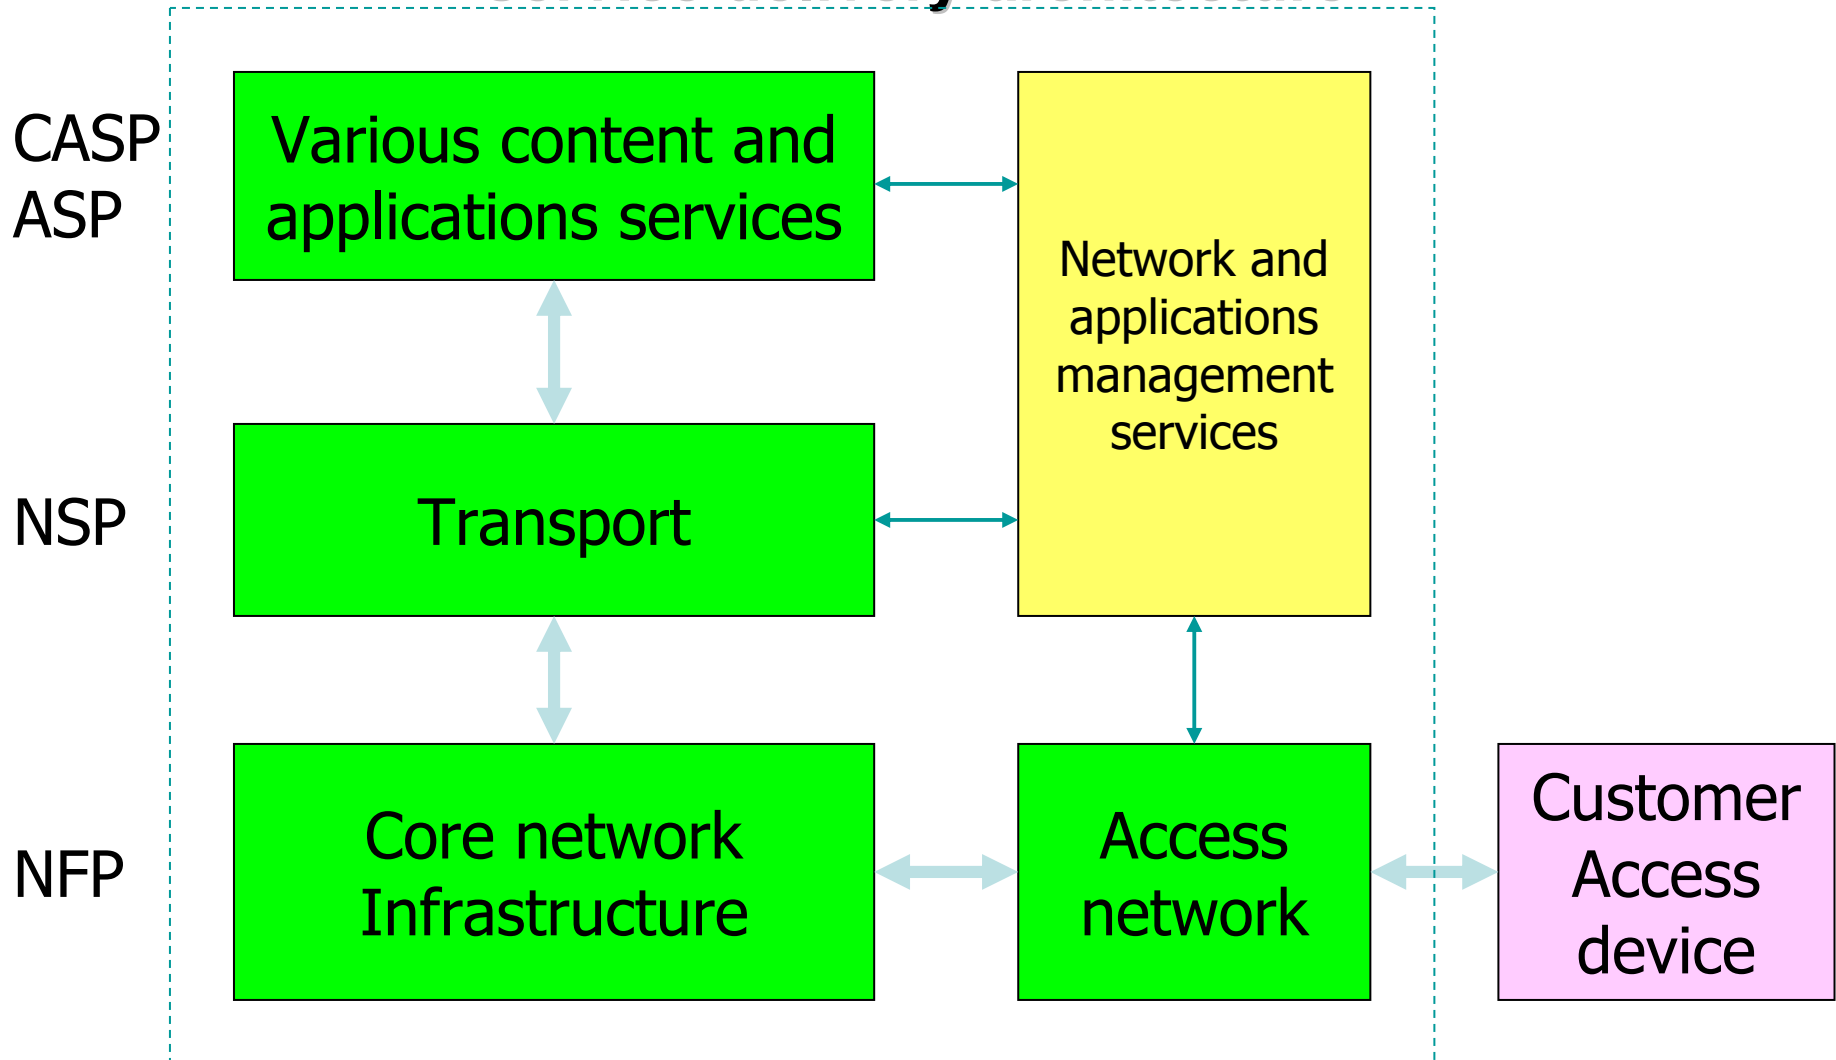 CASP
ASP
Various content and
applications services
Network and
applications
management
services
NSP
Transport
NFP
Core network
Infrastructure
Access
network
Customer
Access
device